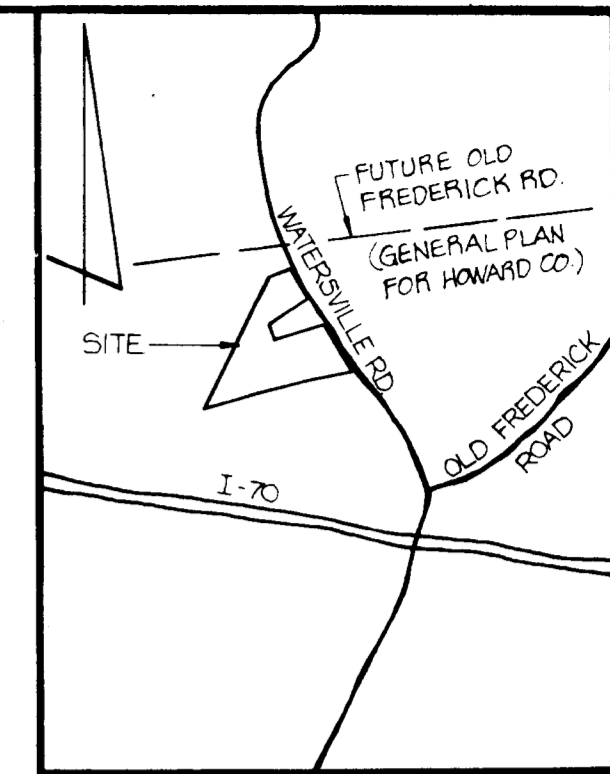 FUTURE OLD
FREDERICK RD.
(GENERAL PLAN
FOR HOWARD CO.)
WATERSVILLE RD.
SITE
OLD FREDERICK
ROAD
I-70